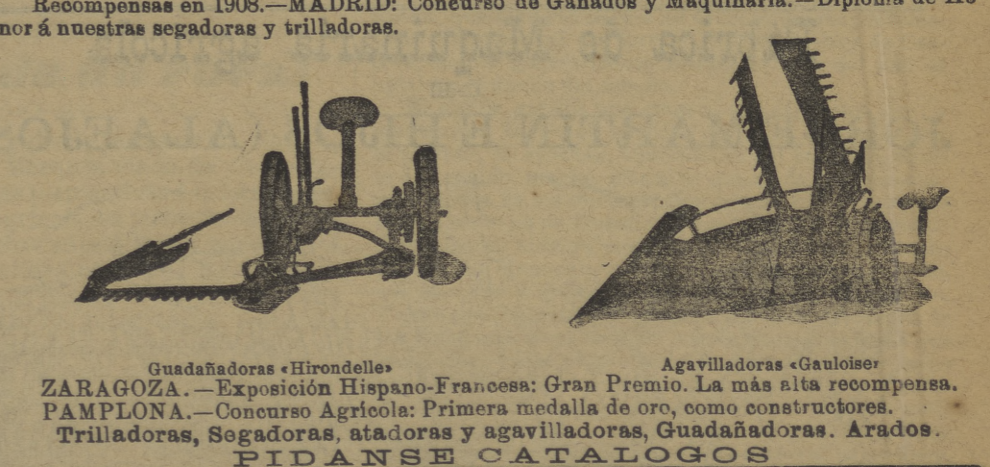 Recompensas en 1908.—MADRID: Concurso de Ganados y Maquinaria.—Diploma de Ho-
nor á nuestras segadoras y trilladoras.
Guadañadoras «Hirondelle»
Agavilladoras «Gauloise»
ZARAGOZA.—Exposición Hispano-Francesa: Gran Premio. La más alta recompensa.
PAMPLONA.—Concurso Agrícola: Primera medalla de oro, como constructores.
Trilladoras, Segadoras, atadoras y agavilladoras, Guadañadoras. Arados.
PIDANSE CATALOGOS